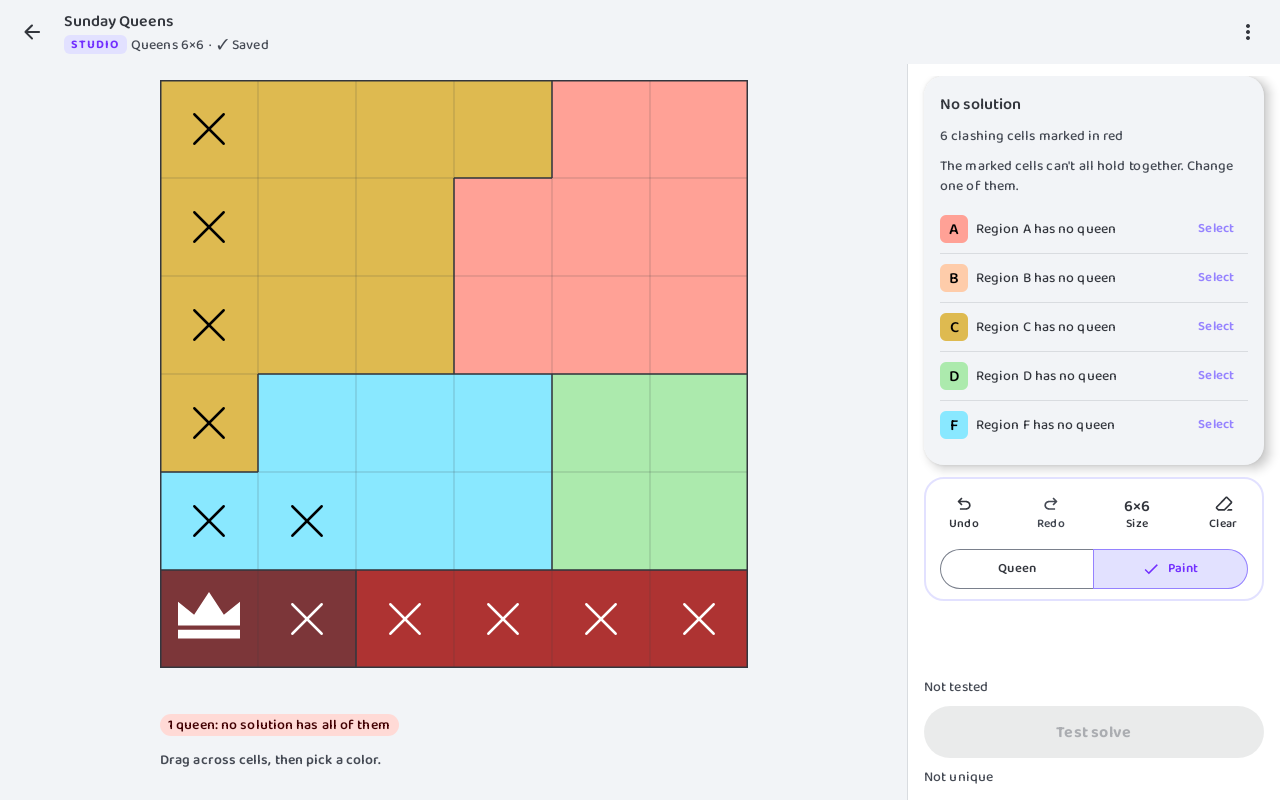 Sunday Queens
STUDIO Queens 6×6 · ✓ Saved
No solution
6 clashing cells marked in red
The marked cells can't all hold together. Change
one of them.
A Region A has no queen Select
B Region B has no queen Select
C Region C has no queen Select
D Region D has no queen Select
F Region F has no queen Select
Undo
Redo
6×6
Size
Clear
Queen
Paint
1 queen: no solution has all of them
Drag across cells, then pick a color.
Not tested
Test solve
Not unique